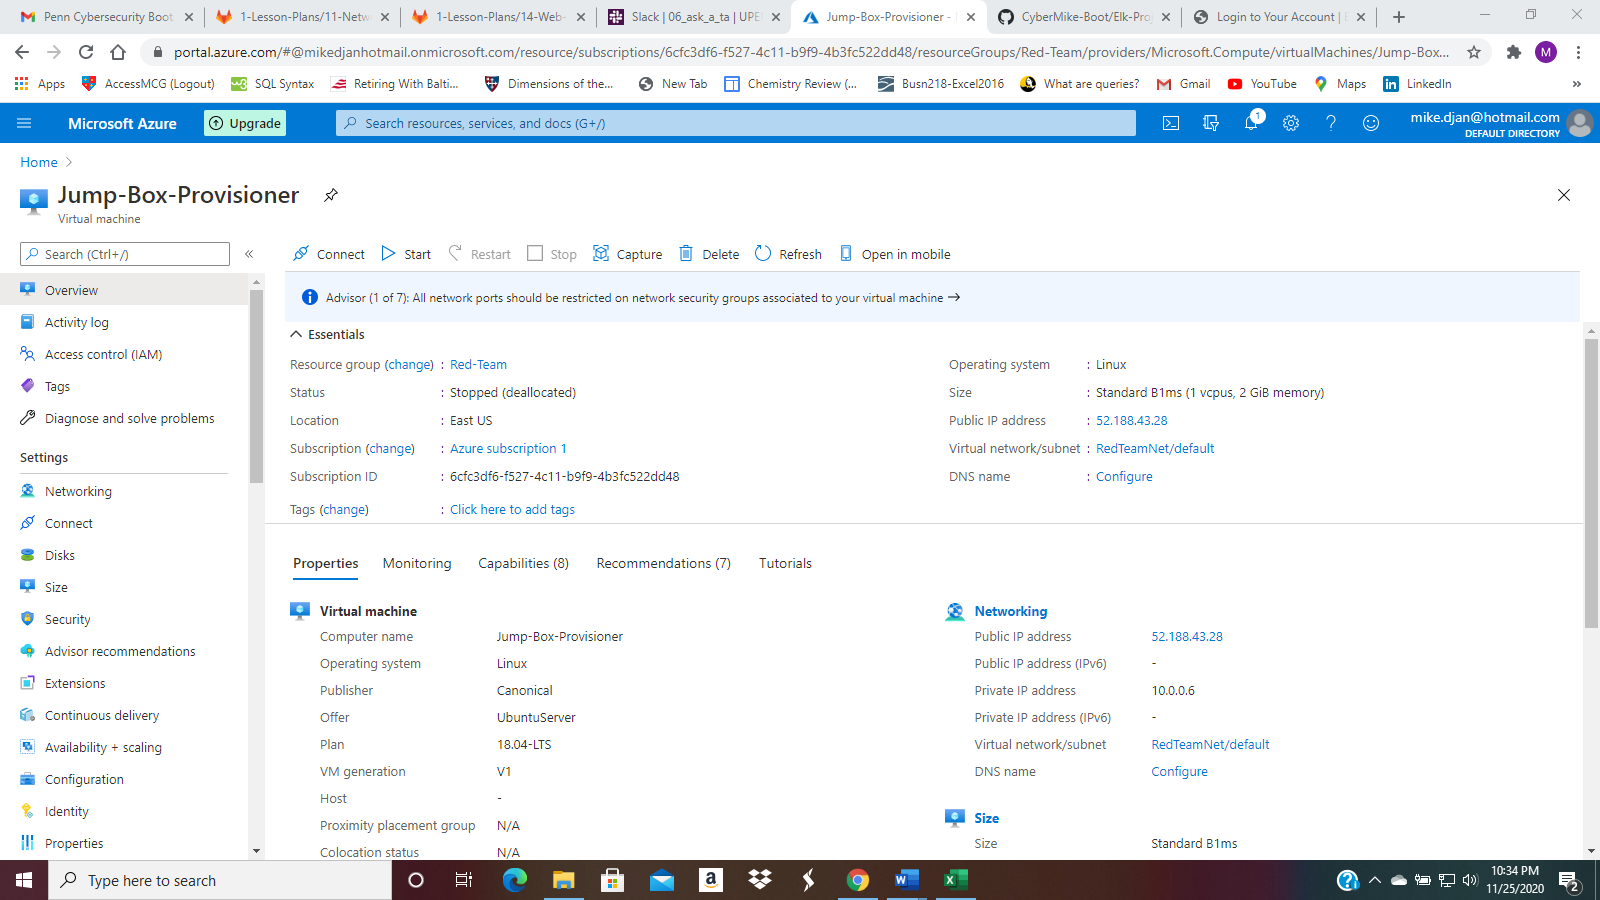 Penn Cybersecurity Boot
1-Lesson-Plans/11-Netw
1-Lesson-Plans/14-Web-
Slack | 06_ask_a_ta | UPE
Jump-Box-Provisioner -
CyberMike-Boot/Elk-Pro
Login to Your Account |
portal.azure.com/#@mikedjanhotmail.onmicrosoft.com/resource/subscriptions/6cfc3df6-f527-4c11-b9f9-4b3fc522dd48/resourceGroups/Red-Team/providers/Microsoft.Compute/virtualMachines/Jump-Box...
M
Apps
AccessMCG (Logout)
SQL Syntax
Retiring With Balti...
Dimensions of the...
New Tab
Chemistry Review (...
Busn218-Excel2016
What are queries?
Gmail
YouTube
Maps
LinkedIn
»
Microsoft Azure
Upgrade
Search resources, services, and docs (G+/)
1
mike.djan@hotmail.com
DEFAULT DIRECTORY
Home >
Jump-Box-Provisioner
Virtual machine
Search (Ctrl+/)
«
Connect
Start
Restart
Stop
Capture
Delete
Refresh
Open in mobile
Advisor (1 of 7): All network ports should be restricted on network security groups associated to your virtual machine →
Overview
Activity log
Access control (IAM)
Tags
Diagnose and solve problems
Settings
Networking
Connect
Disks
Size
Security
Advisor recommendations
Extensions
Continuous delivery
Availability + scaling
Configuration
Identity
Properties
Essentials
Resource group (change) : Red-Team
Status : Stopped (deallocated)
Location : East US
Subscription (change) : Azure subscription 1
Subscription ID : 6cfc3df6-f527-4c11-b9f9-4b3fc522dd48
Tags (change) : Click here to add tags
Operating system : Linux
Size : Standard B1ms (1 vcpus, 2 GiB memory)
Public IP address : 52.188.43.28
Virtual network/subnet : RedTeamNet/default
DNS name : Configure
Properties
Monitoring
Capabilities (8)
Recommendations (7)
Tutorials
Virtual machine
Computer name Jump-Box-Provisioner
Operating system Linux
Publisher Canonical
Offer UbuntuServer
Plan 18.04-LTS
VM generation V1
Host -
Proximity placement group N/A
Colocation status N/A
Networking
Public IP address 52.188.43.28
Public IP address (IPv6) -
Private IP address 10.0.0.6
Private IP address (IPv6) -
Virtual network/subnet RedTeamNet/default
DNS name Configure
Size
Size Standard B1ms
Type here to search
10:34 PM
11/25/2020
2